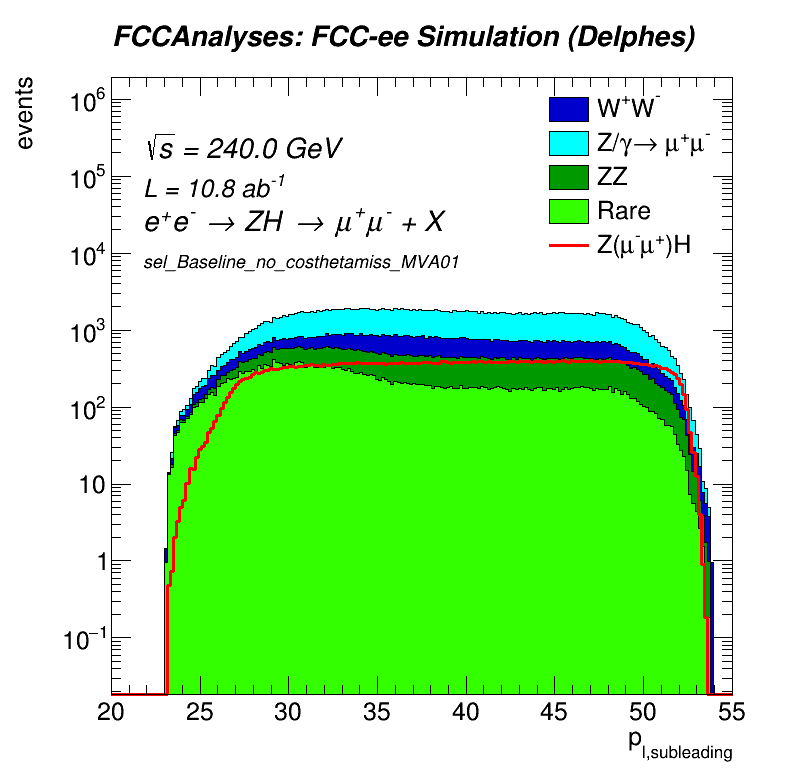 FCCAnalyses: FCC-ee Simulation (Delphes)
events
√s = 240.0 GeV
L = 10.8 ab⁻¹
e⁺e⁻ → ZH → μ⁺μ⁻ + X
sel_Baseline_no_costhetamiss_MVA01
W⁺W⁻
Z/γ→ μ⁺μ⁻
ZZ
Rare
Z(μ⁻μ⁺)H
10⁶
10⁵
10⁴
10³
10²
10
1
10⁻¹
20 25 30 35 40 45 50 55
p_l,subleading